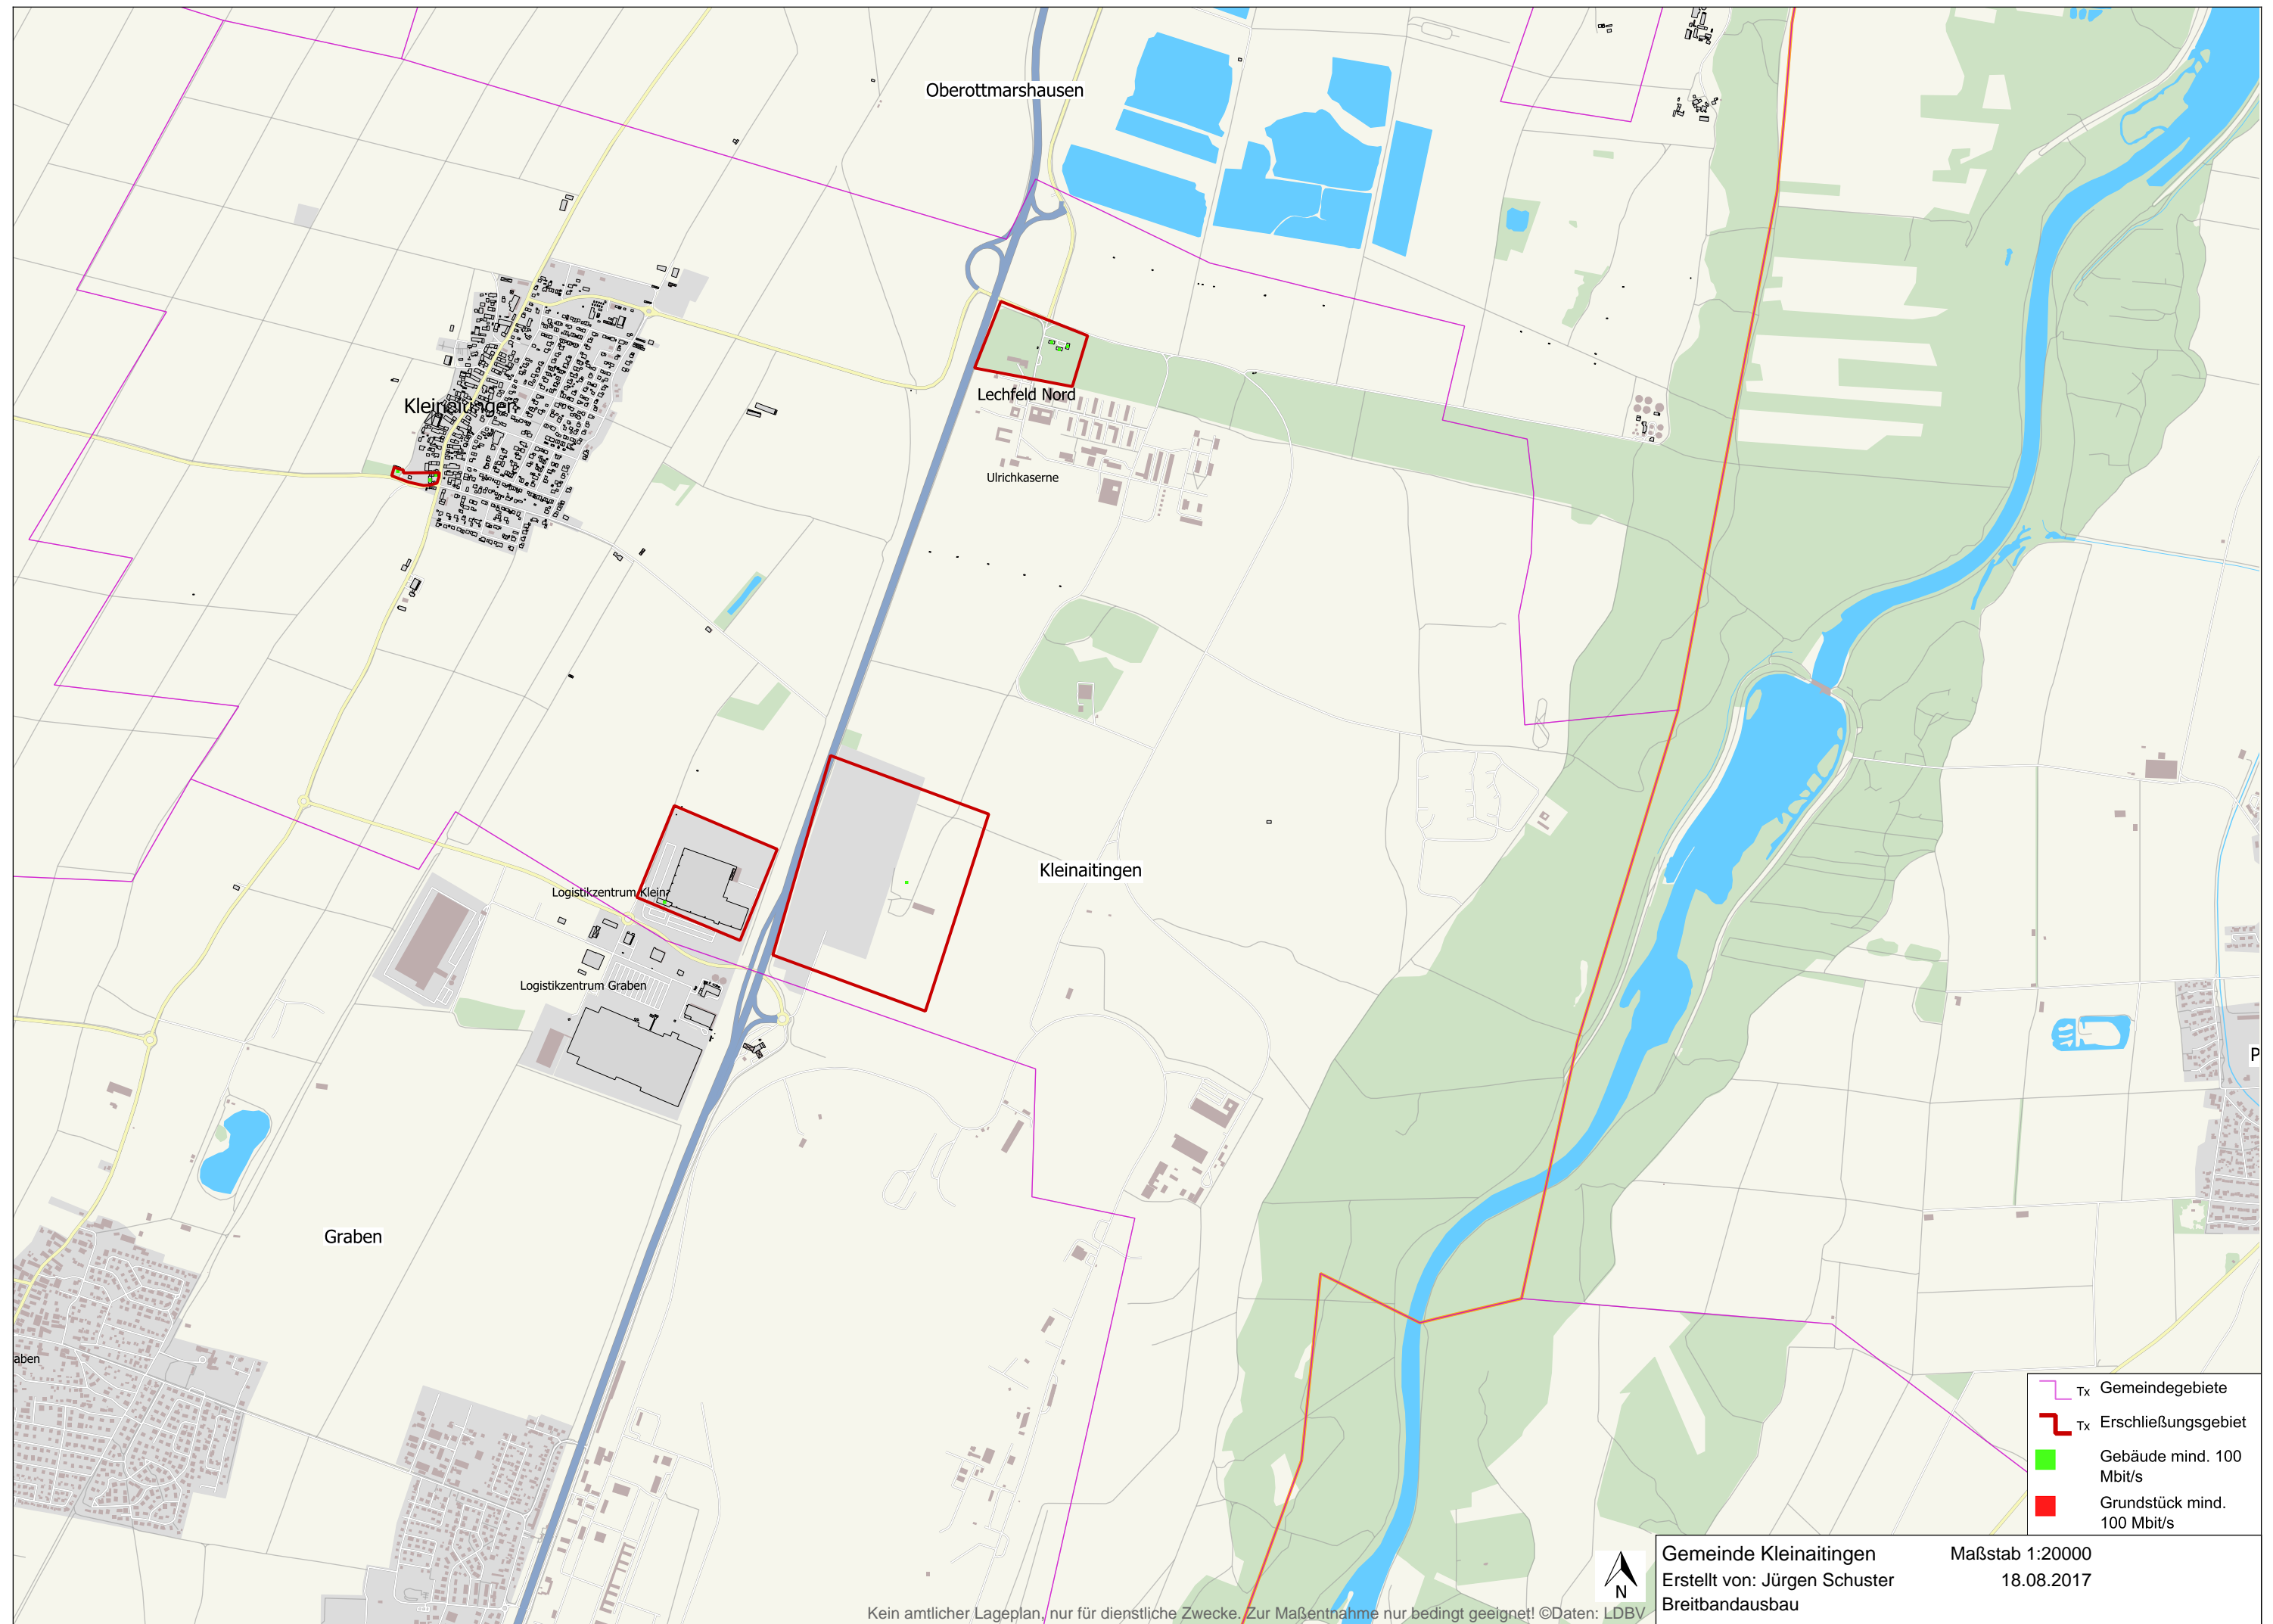 Oberottmarshausen
Kleinaitingen
Lechfeld Nord
Ulrichkaserne
Kleinaitingen
Logistikzentrum
Logistikzentrum Graben
Graben
aben
P
Tx Gemeindegebiete
Tx Erschließungsgebiet
Gebäude mind. 100
Mbit/s
Grundstück mind.
100 Mbit/s
N
Gemeinde Kleinaitingen Maßstab 1:20000
Erstellt von: Jürgen Schuster 18.08.2017
Breitbandausbau
Kein amtlicher Lageplan, nur für dienstliche Zwecke. Zur Maßentnahme nur bedingt geeignet! ©Daten: LDBV